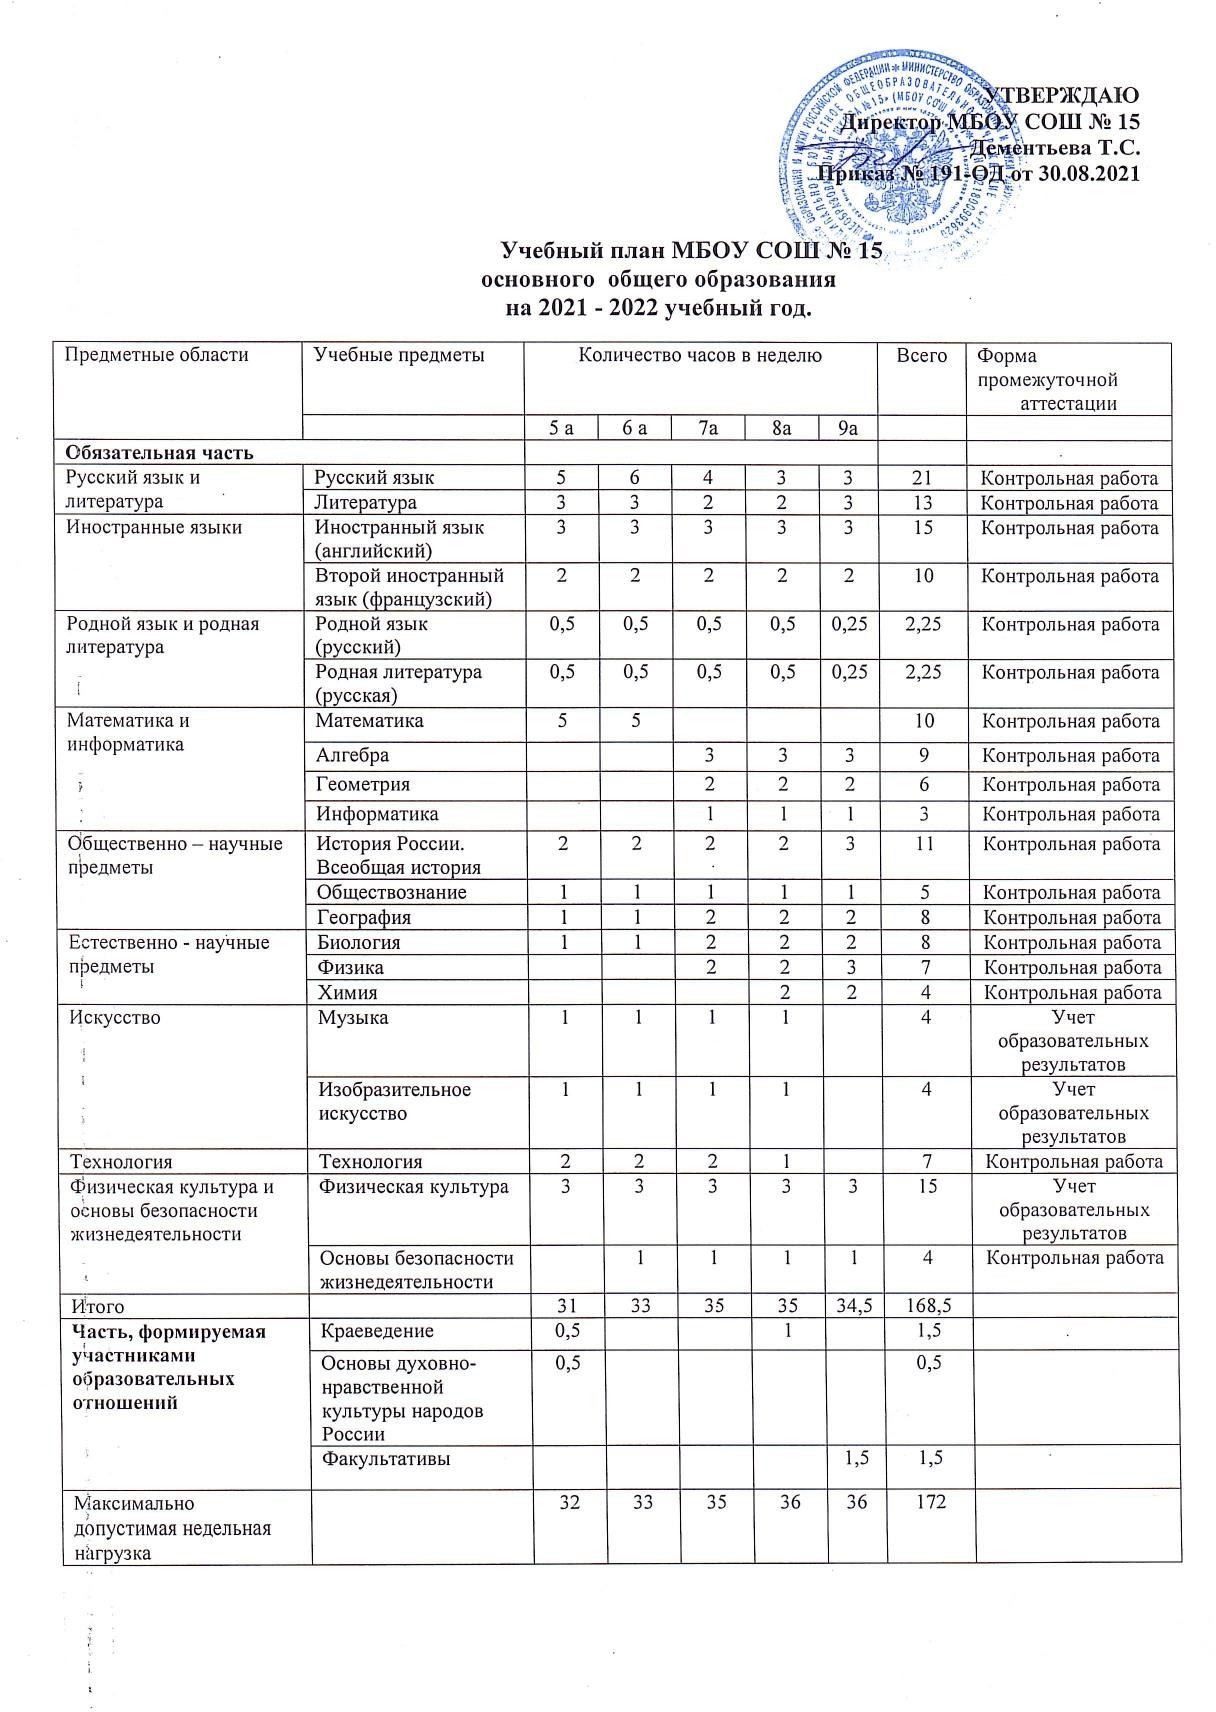 УТВЕРЖДАЮ
Директор МБОУ СОШ № 15
Дементьева Т.С.
Приказ № 191-ОД от 30.08.2021
Учебный план МБОУ СОШ № 15
основного общего образования
на 2021 - 2022 учебный год.
Предметные области Учебные предметы Количество часов в неделю Всего Форма
промежуточной
аттестации
5 а 6 а 7а 8а 9а
Обязательная часть
Русский язык и Русский язык 5 6 4 3 3 21 Контрольная работа
литература Литература 3 3 2 2 3 13 Контрольная работа
Иностранные языки Иностранный язык 3 3 3 3 3 15 Контрольная работа
(английский)
Второй иностранный 2 2 2 2 2 10 Контрольная работа
язык (французский)
Родной язык и родная Родной язык 0,5 0,5 0,5 0,5 0,25 2,25 Контрольная работа
литература (русский)
Родная литература 0,5 0,5 0,5 0,5 0,25 2,25 Контрольная работа
(русская)
Математика и Математика 5 5 10 Контрольная работа
информатика
Алгебра 3 3 3 9 Контрольная работа
Геометрия 2 2 2 6 Контрольная работа
Информатика 1 1 1 3 Контрольная работа
Общественно – научные История России. 2 2 2 2 3 11 Контрольная работа
предметы Всеобщая история
Обществознание 1 1 1 1 1 5 Контрольная работа
География 1 1 2 2 2 8 Контрольная работа
Естественно - научные Биология 1 1 2 2 2 8 Контрольная работа
предметы Физика 2 2 3 7 Контрольная работа
Химия 2 2 4 Контрольная работа
Искусство Музыка 1 1 1 1 4 Учет
образовательных
результатов
Изобразительное 1 1 1 1 4 Учет
искусство образовательных
результатов
Технология Технология 2 2 2 1 7 Контрольная работа
Физическая культура и Физическая культура 3 3 3 3 3 15 Учет
основы безопасности образовательных
жизнедеятельности результатов
Основы безопасности 1 1 1 1 4 Контрольная работа
жизнедеятельности
Итого 31 33 35 35 34,5 168,5
Часть, формируемая Краеведение 0,5 1 1,5
участниками Основы духовно- 0,5 0,5
образовательных нравственной
отношений культуры народов
России
Факультативы 1,5 1,5
Максимально 32 33 35 36 36 172
допустимая недельная
нагрузка